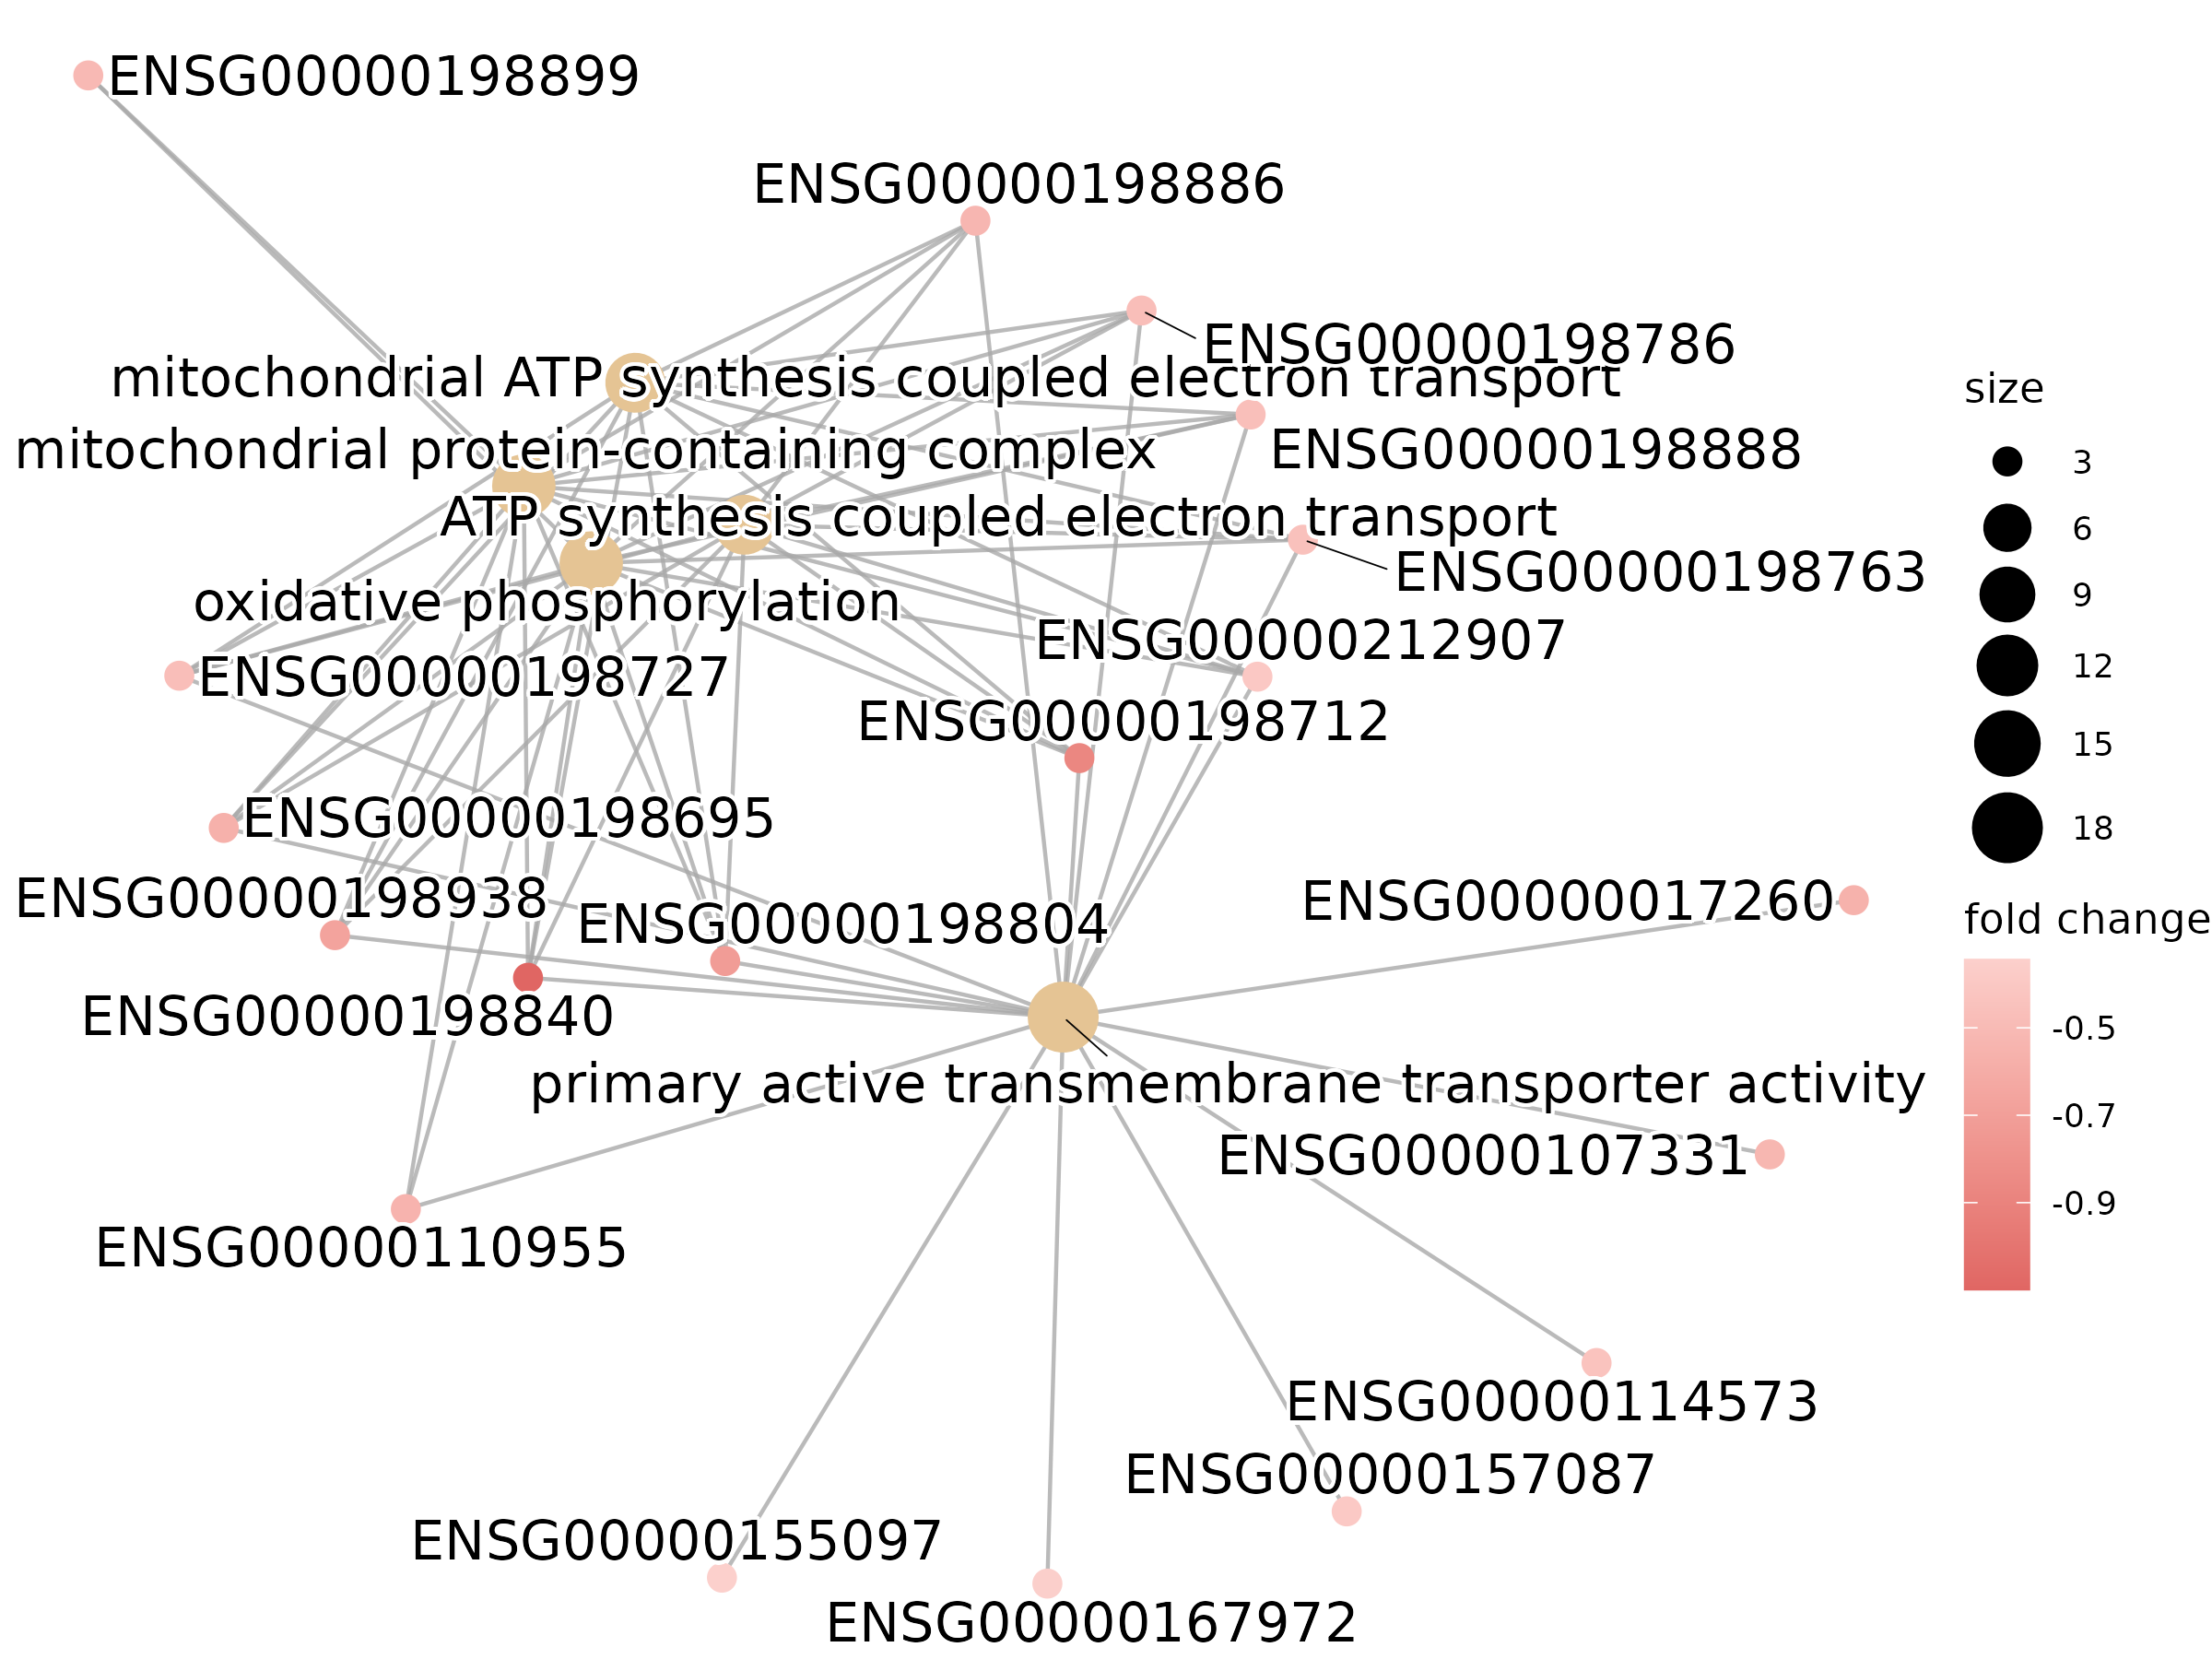 ENSG00000198899
ENSG00000198886
ENSG00000198786
mitochondrial ATP synthesis coupled electron transport
mitochondrial protein-containing complex
ENSG00000198888
ATP synthesis coupled electron transport
ENSG00000198763
oxidative phosphorylation
ENSG00000212907
ENSG00000198727
ENSG00000198712
ENSG00000198695
ENSG00000198938
ENSG00000198804
ENSG00000017260
ENSG00000198840
primary active transmembrane transporter activity
ENSG00000107331
ENSG00000110955
ENSG00000114573
ENSG00000157087
ENSG00000155097
ENSG00000167972
size
3
6
9
12
15
18
fold change
-0.5
-0.7
-0.9